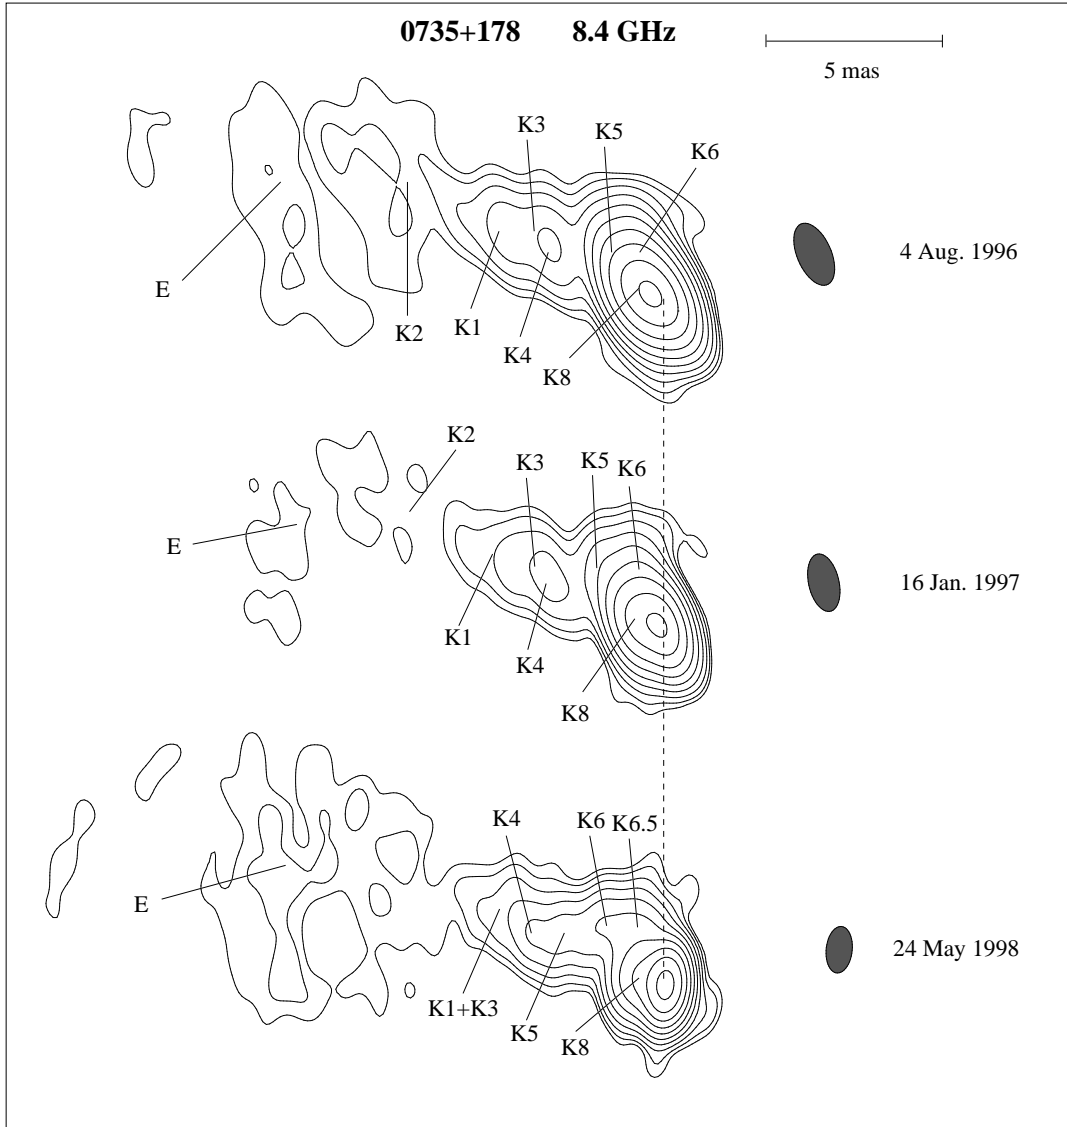 0735+178 8.4 GHz
5 mas
K3
K5
K6
4 Aug. 1996
E
K2
K1
K4
K8
K2
K3
K5
K6
E
16 Jan. 1997
K1
K4
K8
K4
K6
K6.5
E
24 May 1998
K1+K3
K5
K8